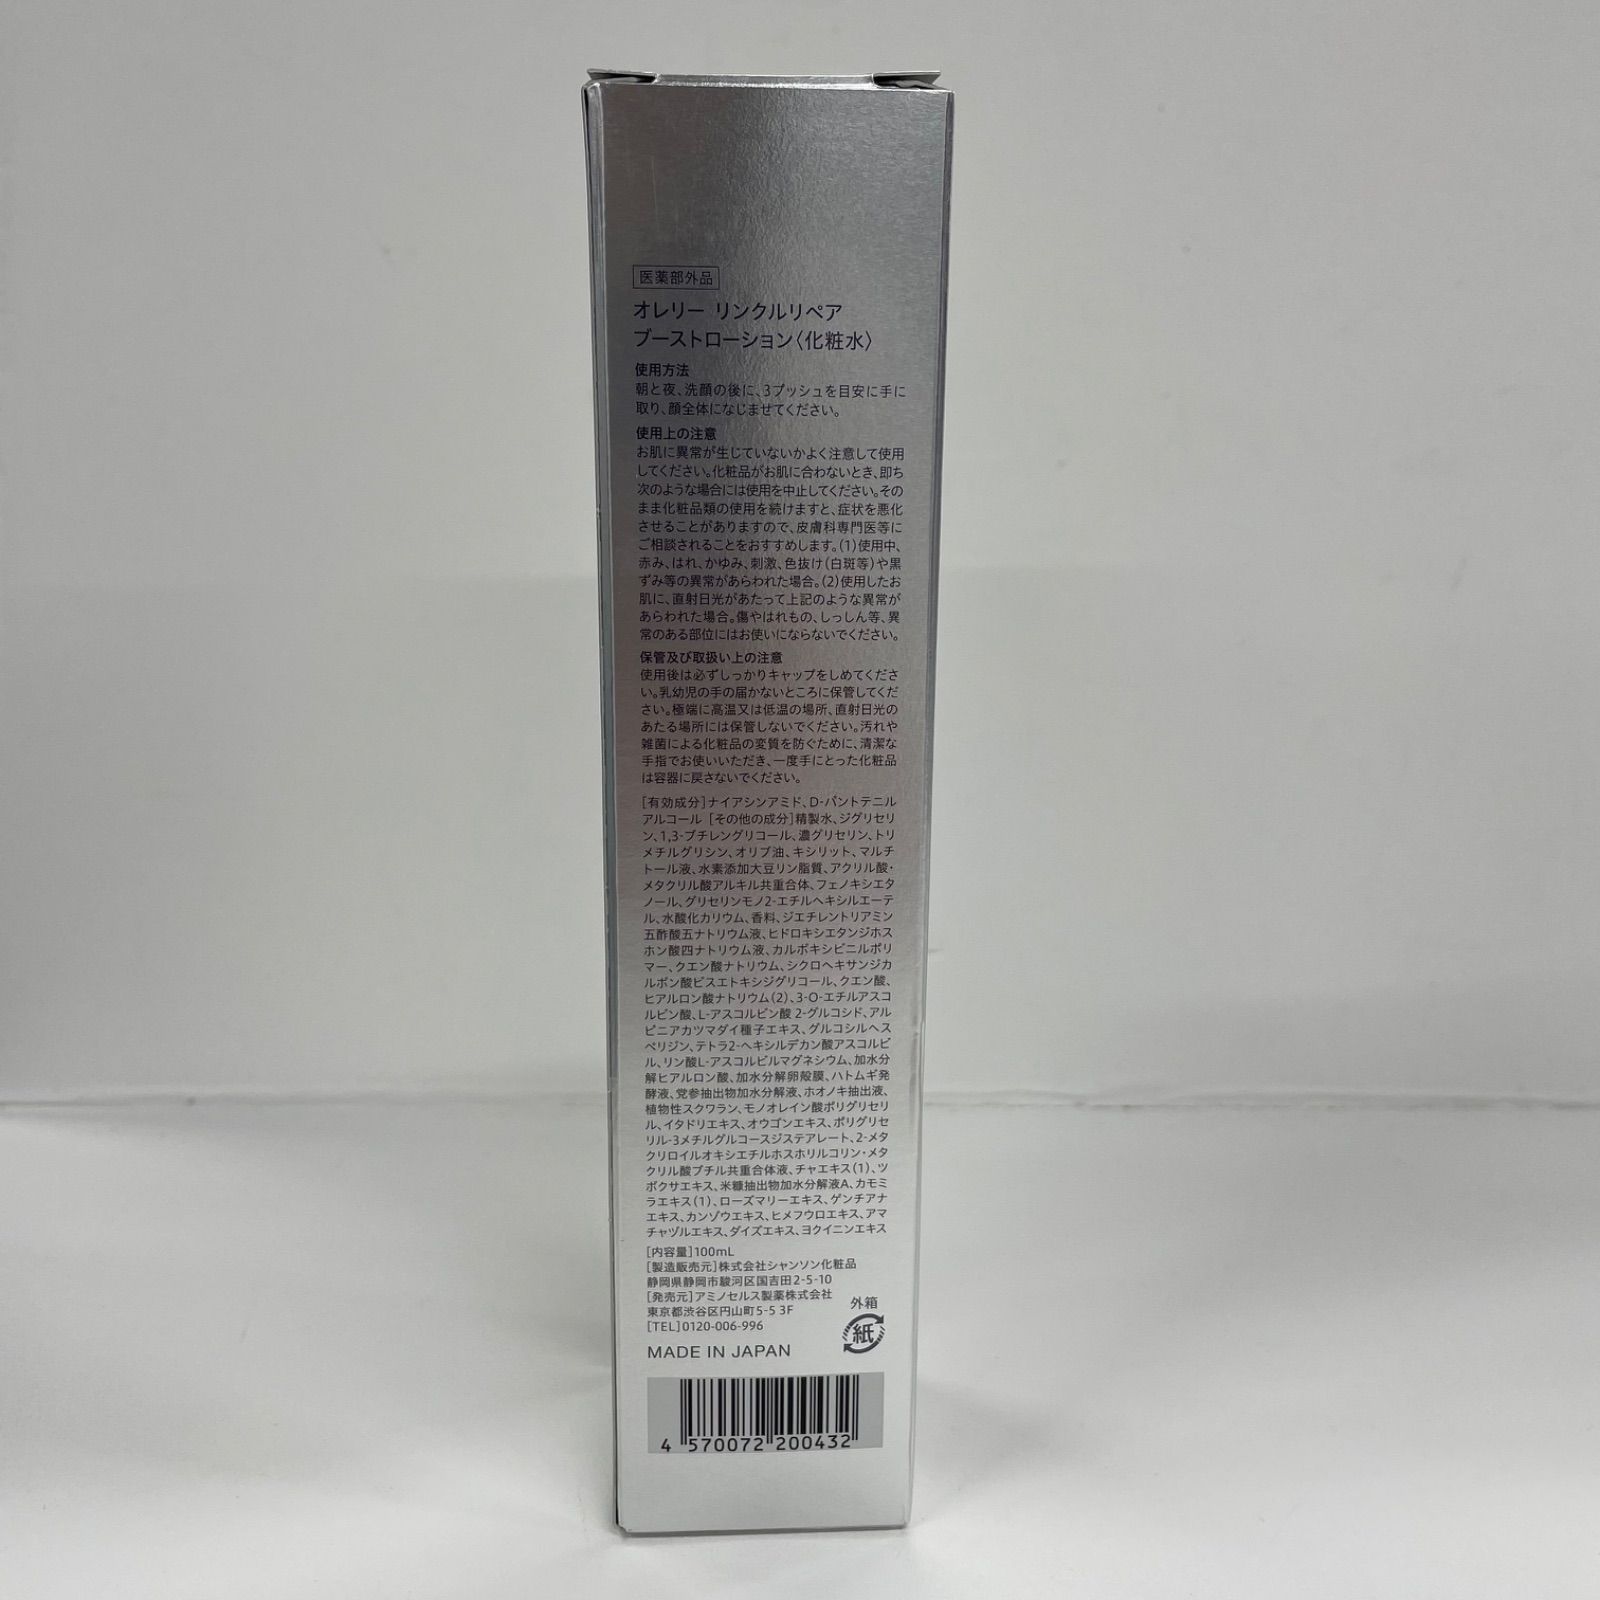 医薬部外品
オレリー リンクルリペア
ブーストローション〈化粧水〉
使用方法
朝と夜、洗顔の後に、3プッシュを目安に手に
取り、顔全体になじませてください。
使用上の注意
お肌に異常が生じていないかよく注意して使用
してください。化粧品がお肌に合わないとき、即ち
次のような場合には使用を中止してください。その
まま化粧品類の使用を続けますと、症状を悪化
させることがありますので、皮膚科専門医等に
ご相談されることをおすすめします。(1)使用中、
赤み、はれ、かゆみ、刺激、色抜け(白斑等)や黒
ずみ等の異常があらわれた場合。(2)使用したお
肌に、直射日光があたって上記のような異常が
あらわれた場合。傷やはれもの、しっしん等、異
常のある部位にはお使いにならないでください。
保管及び取扱い上の注意
使用後は必ずしっかりキャップをしめてくださ
い。乳幼児の手の届かないところに保管してくだ
さい。極端に高温又は低温の場所、直射日光の
あたる場所には保管しないでください。汚れや
雑菌による化粧品の変質を防ぐために、清潔な
手指でお使いいただき、一度手にとった化粧品
は容器に戻さないでください。
[有効成分]ナイアシンアミド、D-パントテニル
アルコール [その他の成分]精製水、ジグリセリ
ン、1,3-ブチレングリコール、濃グリセリン、トリ
メチルグリシン、オリブ油、キシリット、マルチ
トール液、水素添加大豆リン脂質、アクリル酸・
メタクリル酸アルキル共重合体、フェノキシエタ
ノール、グリセリンモノ2-エチルヘキシルエーテ
ル、水酸化カリウム、香料、ジエチレントリアミン
五酢酸五ナトリウム液、ヒドロキシエタンジホス
ホン酸四ナトリウム液、カルボキシビニルポリ
マー、クエン酸ナトリウム、シクロヘキサンジカ
ルボン酸ビスエトキシジグリコール、クエン酸、
ヒアルロン酸ナトリウム(2)、3-O-エチルアスコ
ルビン酸、L-アスコルビン酸 2-グルコシド、アル
ピニアカツマダイ種子エキス、グルコシルヘス
ペリジン、テトラ2-ヘキシルデカン酸アスコルビ
ル、リン酸L-アスコルビルマグネシウム、加水分
解ヒアルロン酸、加水分解卵殻膜、ハトムギ発
酵液、党参抽出物加水分解液、ホオノキ抽出液、
植物性スクワラン、モノオレイン酸ポリグリセリ
ル、イタドリエキス、オウゴンエキス、ポリグリセ
リル-3メチルグルコースジステアレート、2-メタ
クリロイルオキシエチルホスホリルコリン・メタ
クリル酸ブチル共重合体液、チャエキス(1)、ツ
ボクサエキス、米糠抽出物加水分解液A、カモミ
ラエキス(1)、ローズマリーエキス、ゲンチアナ
エキス、カンゾウエキス、ヒメフウロエキス、アマ
チャヅルエキス、ダイズエキス、ヨクイニンエキス
[内容量]100mL
[製造販売元]株式会社シャンソン化粧品
静岡県静岡市駿河区国吉田2-5-10
[発売元]アミノセルス製薬株式会社
東京都渋谷区円山町5-5 3F
[TEL]0120-006-996
外箱
紙
MADE IN JAPAN
4 570072 200432